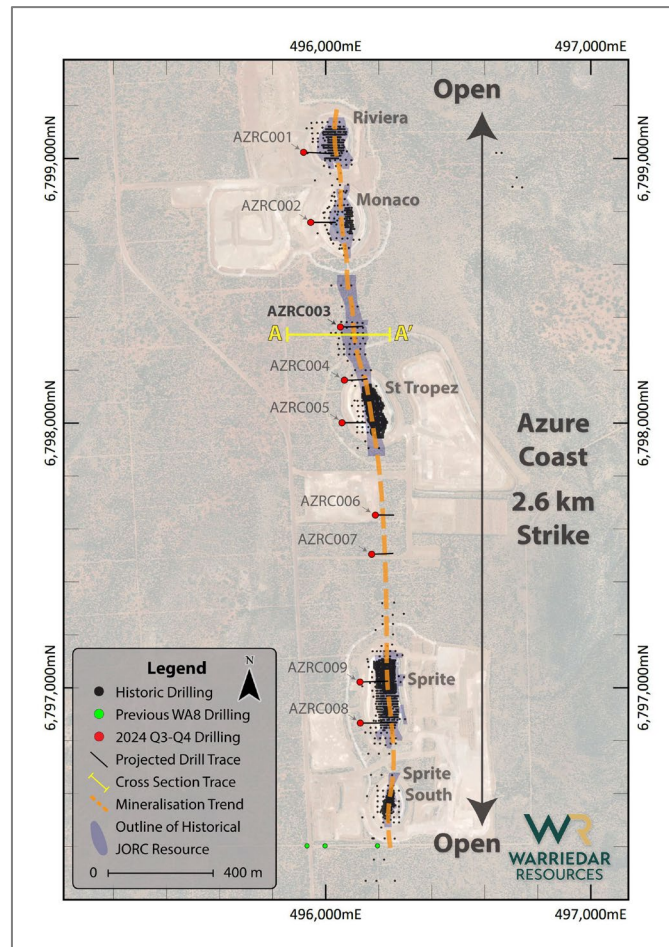 496,000mE
497,000mE
Open
Riviera
AZRC001
6,799,000mN
6,799,000mN
AZRC002
Monaco
AZRC003
A
A'
AZRC004
St Tropez
AZRC005
6,798,000mN
6,798,000mN
Azure
Coast
2.6 km
Strike
AZRC006
AZRC007
AZRC009
Sprite
6,797,000mN
6,797,000mN
AZRC008
Sprite
South
Open
Legend
N
Historic Drilling
Previous WA8 Drilling
2024 Q3-Q4 Drilling
Projected Drill Trace
Cross Section Trace
Mineralisation Trend
Outline of Historical
JORC Resource
0
400 m
WR
WARRIEDAR
RESOURCES
496,000mE
497,000mE